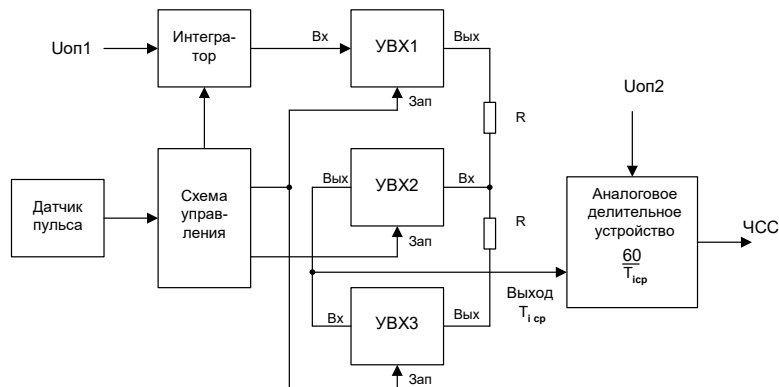 Uоп1
Интегра-
тор
Вх
УВХ1
Вых
Зап
R
Uоп2
Датчик
пульса
Схема
управ-
ления
Вых
УВХ2
Вх
Зап
R
Аналоговое
делительное
устройство
60
Tiср
ЧСС
Выход
Ti ср
Вх
УВХ3
Вых
Зап